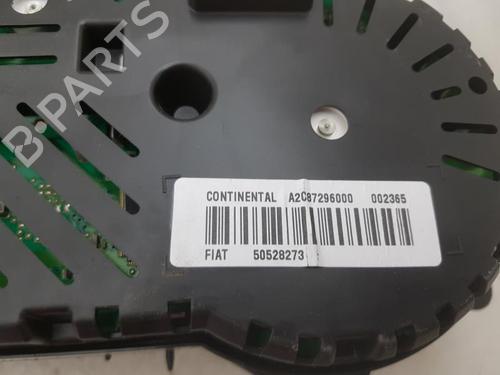 B-PARTS
CONTINENTAL A2C87296000 002365
FIAT 50528273